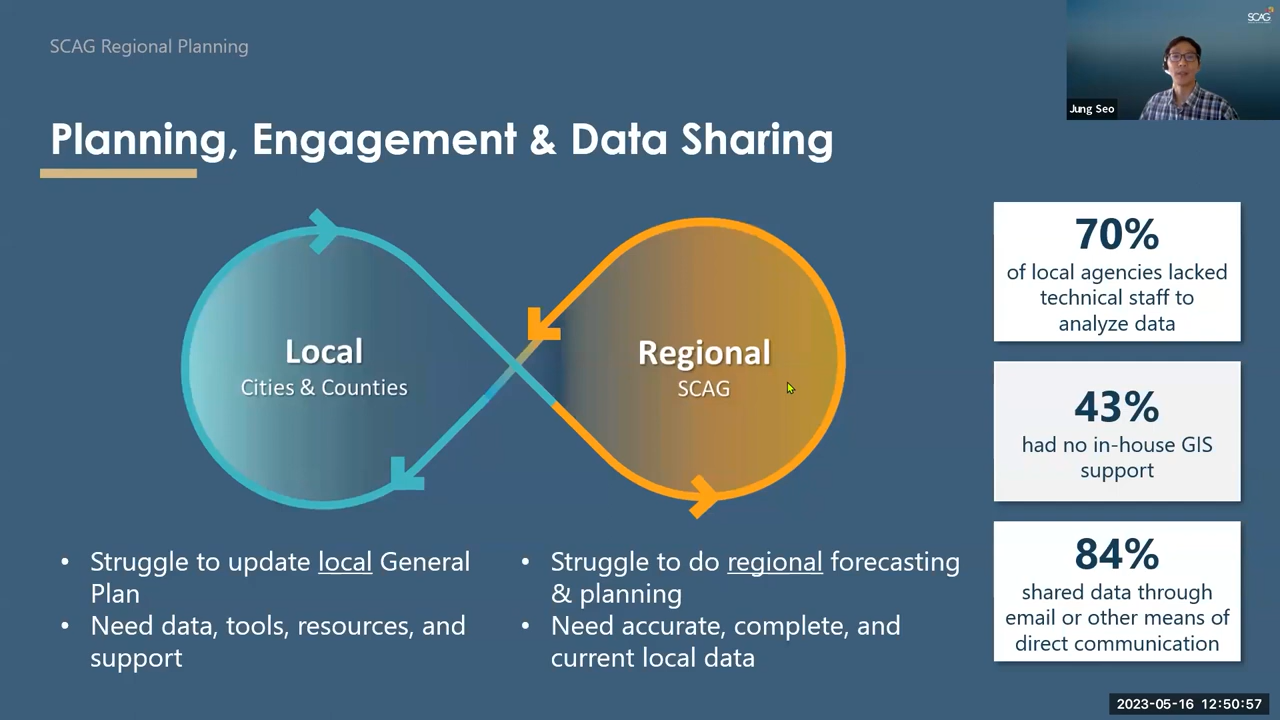 SCAG Regional Planning
SCAG
Jung Seo
Planning, Engagement & Data Sharing
Local
Cities & Counties
Regional
SCAG
70%
of local agencies lacked
technical staff to
analyze data
43%
had no in-house GIS
support
84%
shared data through
email or other means of
direct communication
• Struggle to update local General
Plan
• Need data, tools, resources, and
support
• Struggle to do regional forecasting
& planning
• Need accurate, complete, and
current local data
2023-05-16 12:50:57